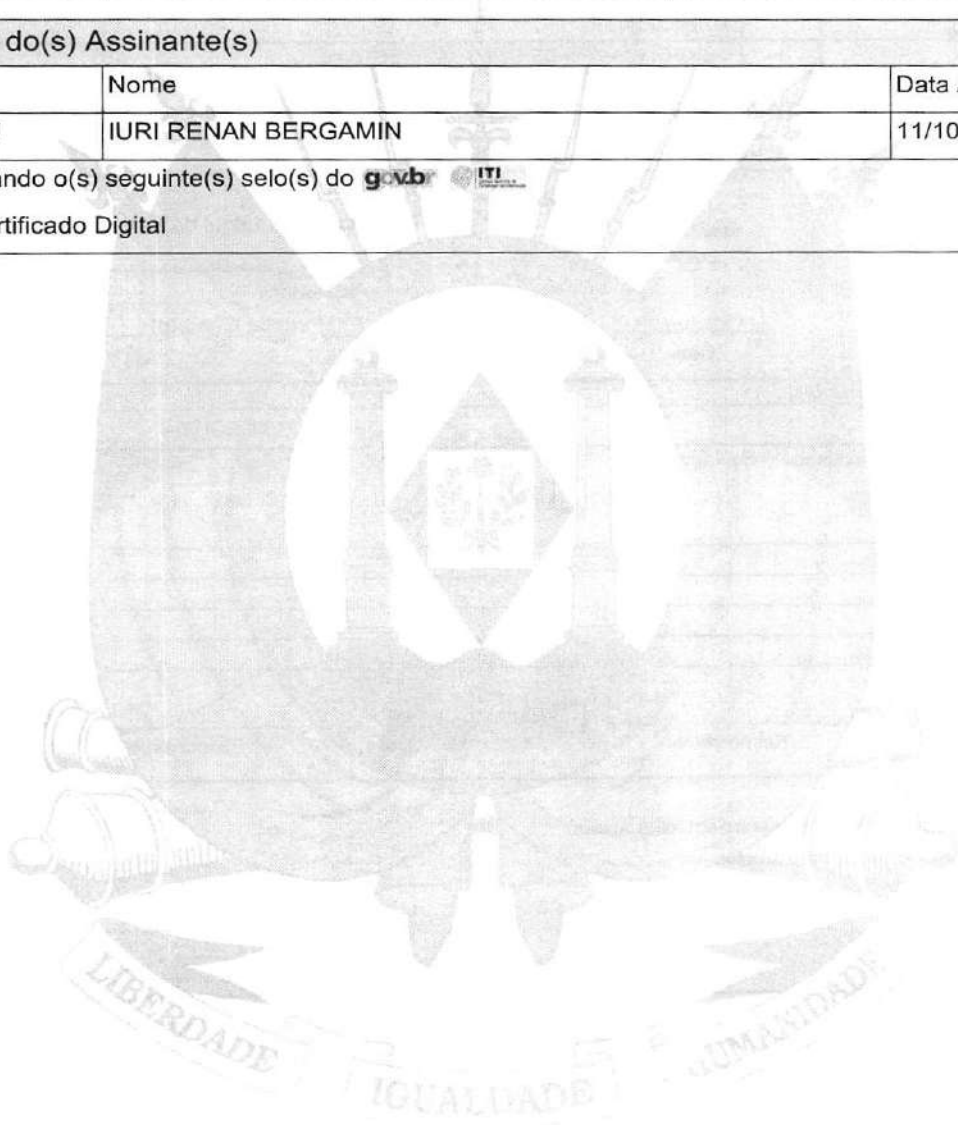 do(s) Assinante(s)
Nome
Data
IURI RENAN BERGAMIN
11/10
ndo o(s) seguinte(s) selo(s) do gov.br ITI
rtificado Digital
LIBERDADE IGUALDADE HUMANIDADE